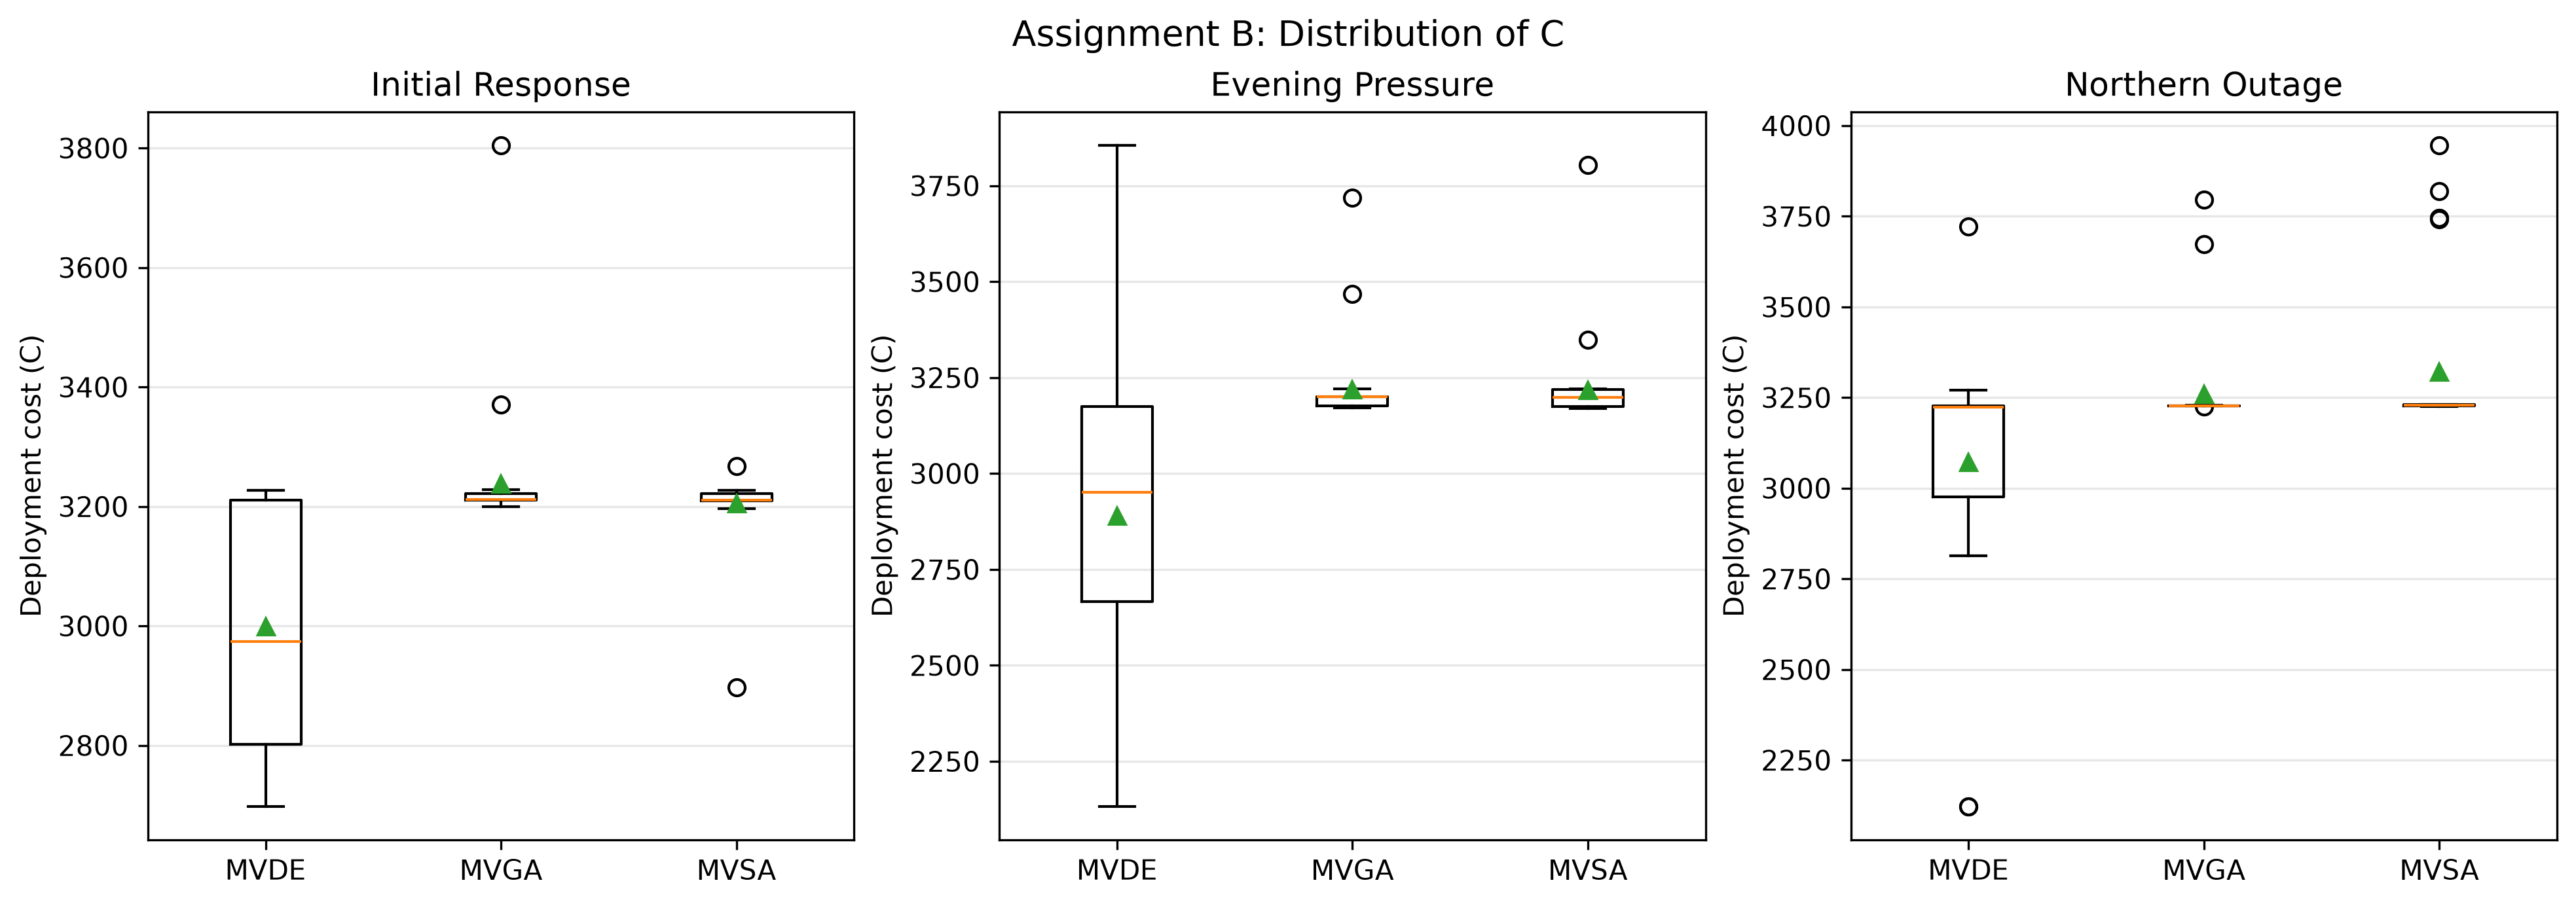 Assignment B: Distribution of C
Initial Response
Deployment cost (C)
3800
3600
3400
3200
3000
2800
MVDE
MVGA
MVSA
Evening Pressure
Deployment cost (C)
3750
3500
3250
3000
2750
2500
2250
MVDE
MVGA
MVSA
Northern Outage
Deployment cost (C)
4000
3750
3500
3250
3000
2750
2500
2250
MVDE
MVGA
MVSA